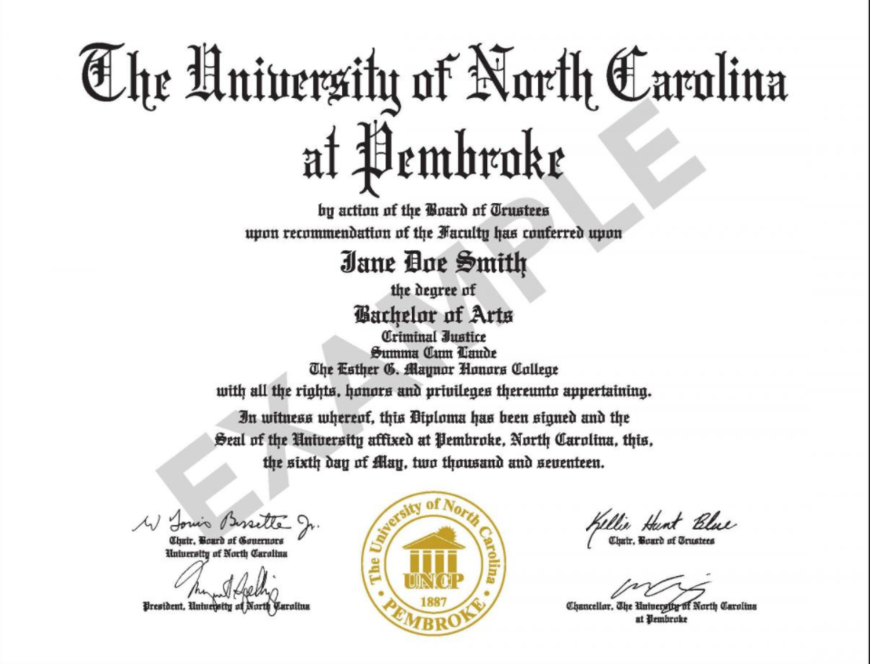 The University of North Carolina
at Pembroke
by action of the Board of Trustees
upon recommendation of the Faculty has conferred upon
Jane Doe Smith
the degree of
Bachelor of Arts
Criminal Justice
Summa Cum Laude
The Esther G. Maynor Honors College
with all the rights, honors and privileges thereunto appertaining.
In witness whereof, this Diploma has been signed and the
Seal of the University affixed at Pembroke, North Carolina, this,
the sixth day of May, two thousand and seventeen.
EXAMPLE
W Louis Bissette Jr.
Chair, Board of Governors
University of North Carolina
President, University of North Carolina
The University of North Carolina
UNCP
1887
PEMBROKE
Kellie Hunt Blue
Chair, Board of Trustees
Chancellor, The University of North Carolina
at Pembroke